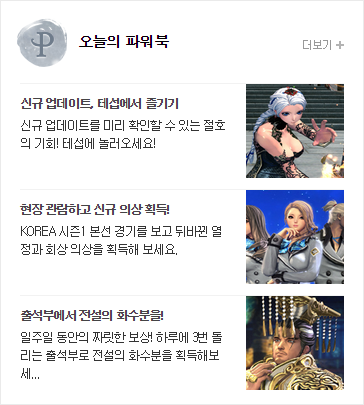 오늘의 파워북
더보기 +
신규 업데이트, 테섭에서 즐기기
신규 업데이트를 미리 확인할 수 있는 절호
의 기회! 테섭에 놀러오세요!
현장 관람하고 신규 의상 획득!
KOREA 시즌1 본선 경기를 보고 뒤바뀐 열
정과 회상 의상을 획득해 보세요.
출석부에서 전설의 화수분을!
일주일 동안의 짜릿한 보상! 하루에 3번 돌
리는 출석부로 전설의 화수분을 획득해보
세...